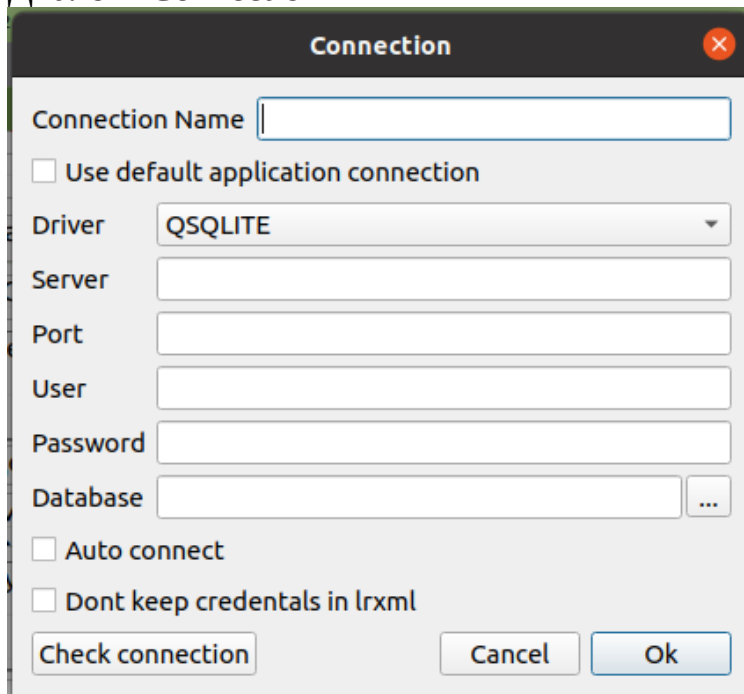 Connection
Connection Name
Use default application connection
Driver QSQLITE
Server
Port
User
Password
Database ...
Auto connect
Dont keep credentals in lrxml
Check connection Cancel Ok